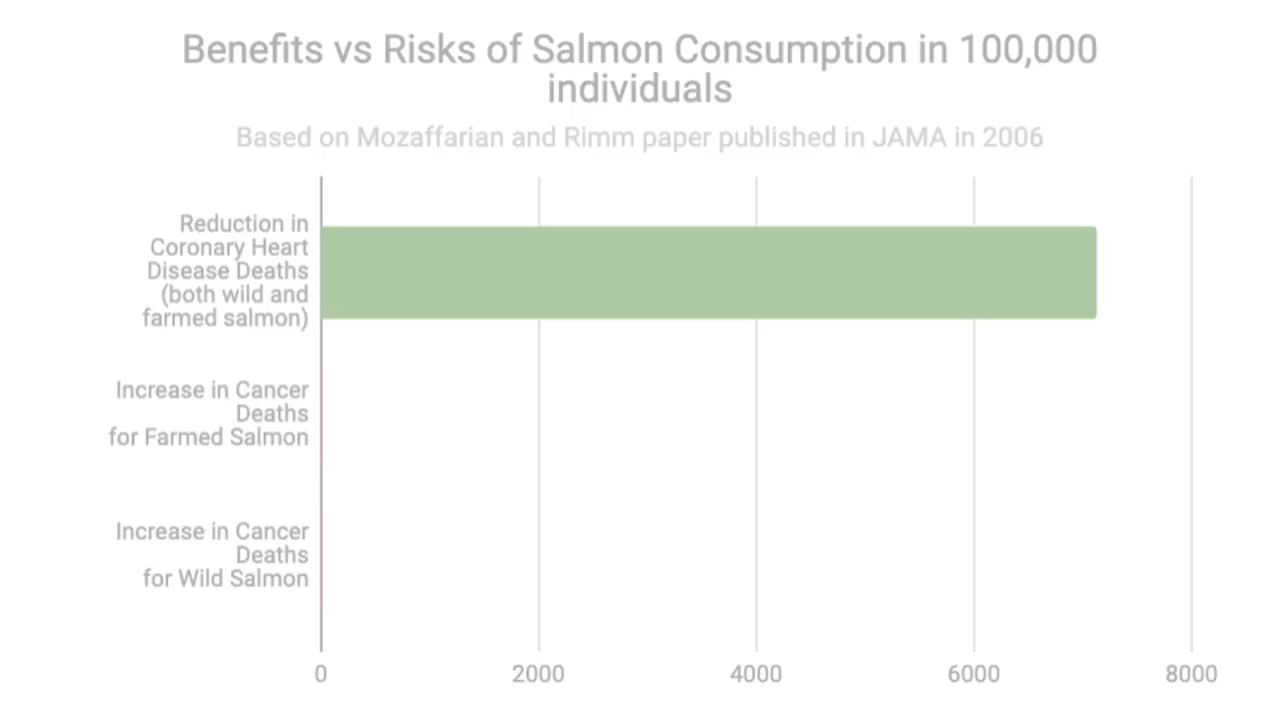 Benefits vs Risks of Salmon Consumption in 100,000
individuals
Based on Mozaffarian and Rimm paper published in JAMA in 2006
Reduction in
Coronary Heart
Disease Deaths
(both wild and
farmed salmon)
Increase in Cancer
Deaths
for Farmed Salmon
Increase in Cancer
Deaths
for Wild Salmon
0 2000 4000 6000 8000